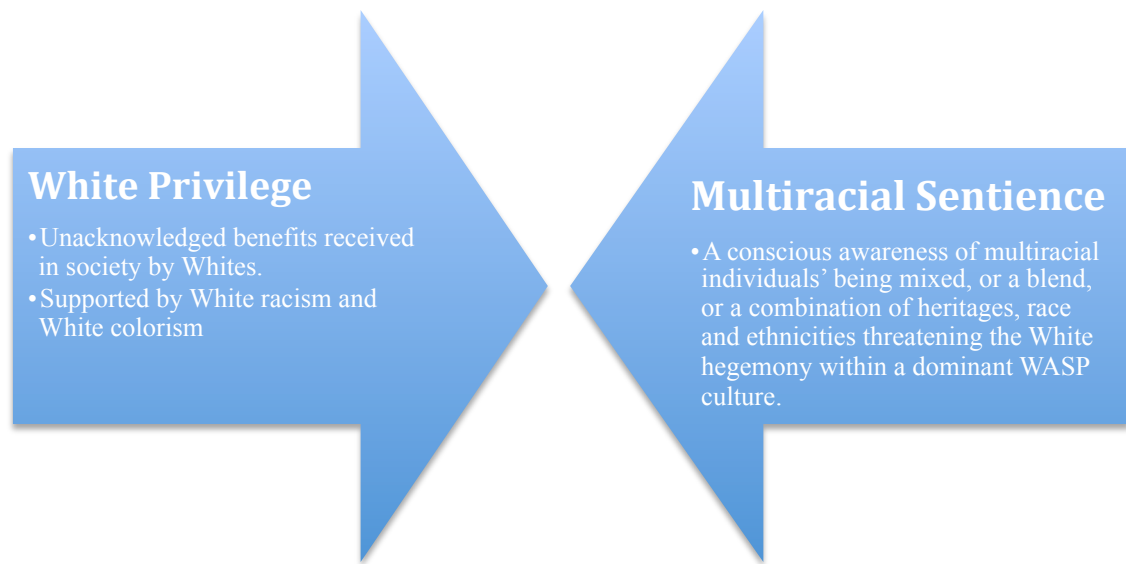 White Privilege
•Unacknowledged benefits received
in society by Whites.
•Supported by White racism and
White colorism
Multiracial Sentience
•A conscious awareness of multiracial
individuals’ being mixed, or a blend,
or a combination of heritages, race
and ethnicities threatening the White
hegemony within a dominant WASP
culture.